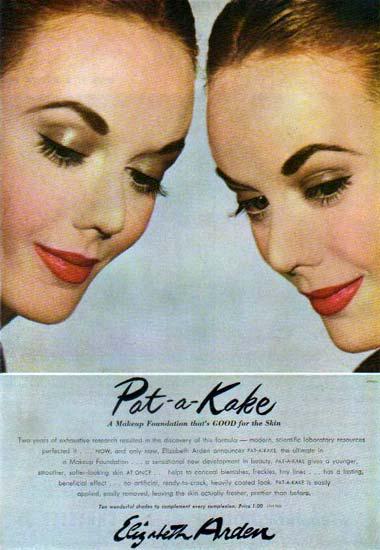 Pat-a-Kake
A Makeup Foundation that's GOOD for the Skin
Two years of exhaustive research resulted in the discovery of this formula — modern, scientific laboratory resources
perfected it . . . NOW, and only now, Elizabeth Arden announces PAT-A-KAKE, the ultimate in
a Makeup Foundation . . . a sensational new development in beauty. PAT-A-KAKE gives a younger,
smoother, softer-looking skin AT ONCE . . . helps to conceal blemishes, freckles, tiny lines . . . has a lasting,
beneficial effect . . . no artificial, ready-to-crack, heavily coated look. PAT-A-KAKE is easily
applied, easily removed, leaving the skin actually fresher, prettier than before.
Ten wonderful shades to complement every complexion. Price 1.00
Elizabeth Arden